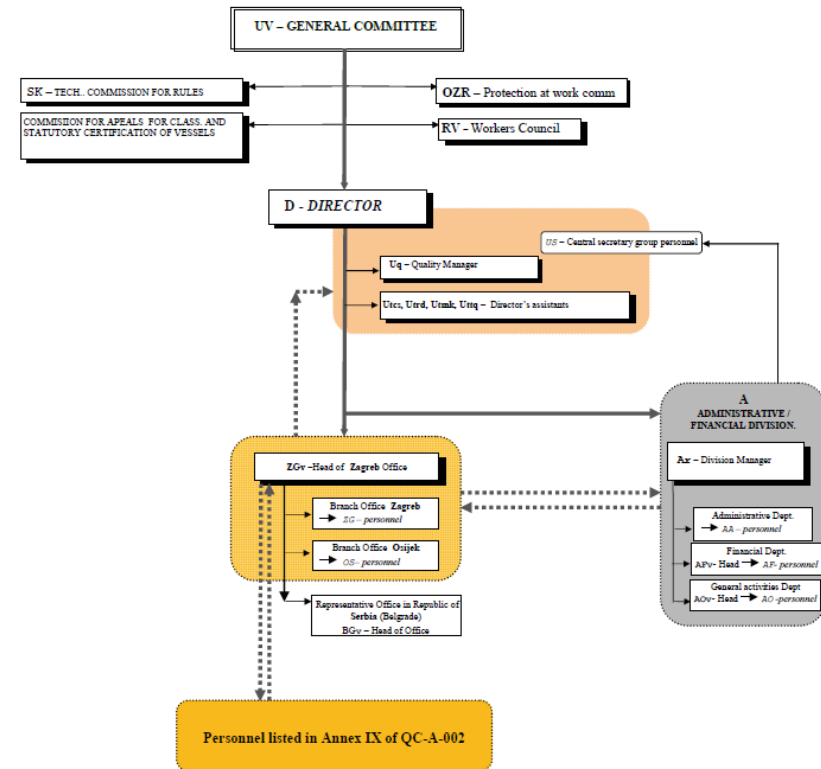 UV – GENERAL COMMITTEE
SK – TECH.. COMMISSION FOR RULES
OZR – Protection at work comm
COMMISIION FOR APEALS FOR CLASS. AND
STATUTORY CERTIFICATION OF VESSELS
RV – Workers Council
D - DIRECTOR
US – Central secretary group personnel
Uq – Quality Manager
Utcs, Utrd, Utmk, Uttq – Director's assistants
A
ADMINISTRATIVE /
FINANCIAL DIVISION.
ZGv –Head of Zagreb Office
Ax – Division Manager
Branch Office Zagreb
ZG – personnel
Branch Office Osijek
OS– personnel
Administrative Dept.
AA – personnel
Financial Dept.
AFv- Head → AF- personnel
General activities Dept
AOv- Head → AO -personnel
Representative Office in Republic of
Serbia (Belgrade)
BGv – Head of Office
Personnel listed in Annex IX of QC-A-002